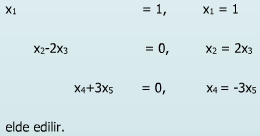 x₁ = 1, x₁ = 1
x₂-2x₃ = 0, x₂ = 2x₃
x₄+3x₅ = 0, x₄ = -3x₅
elde edilir.